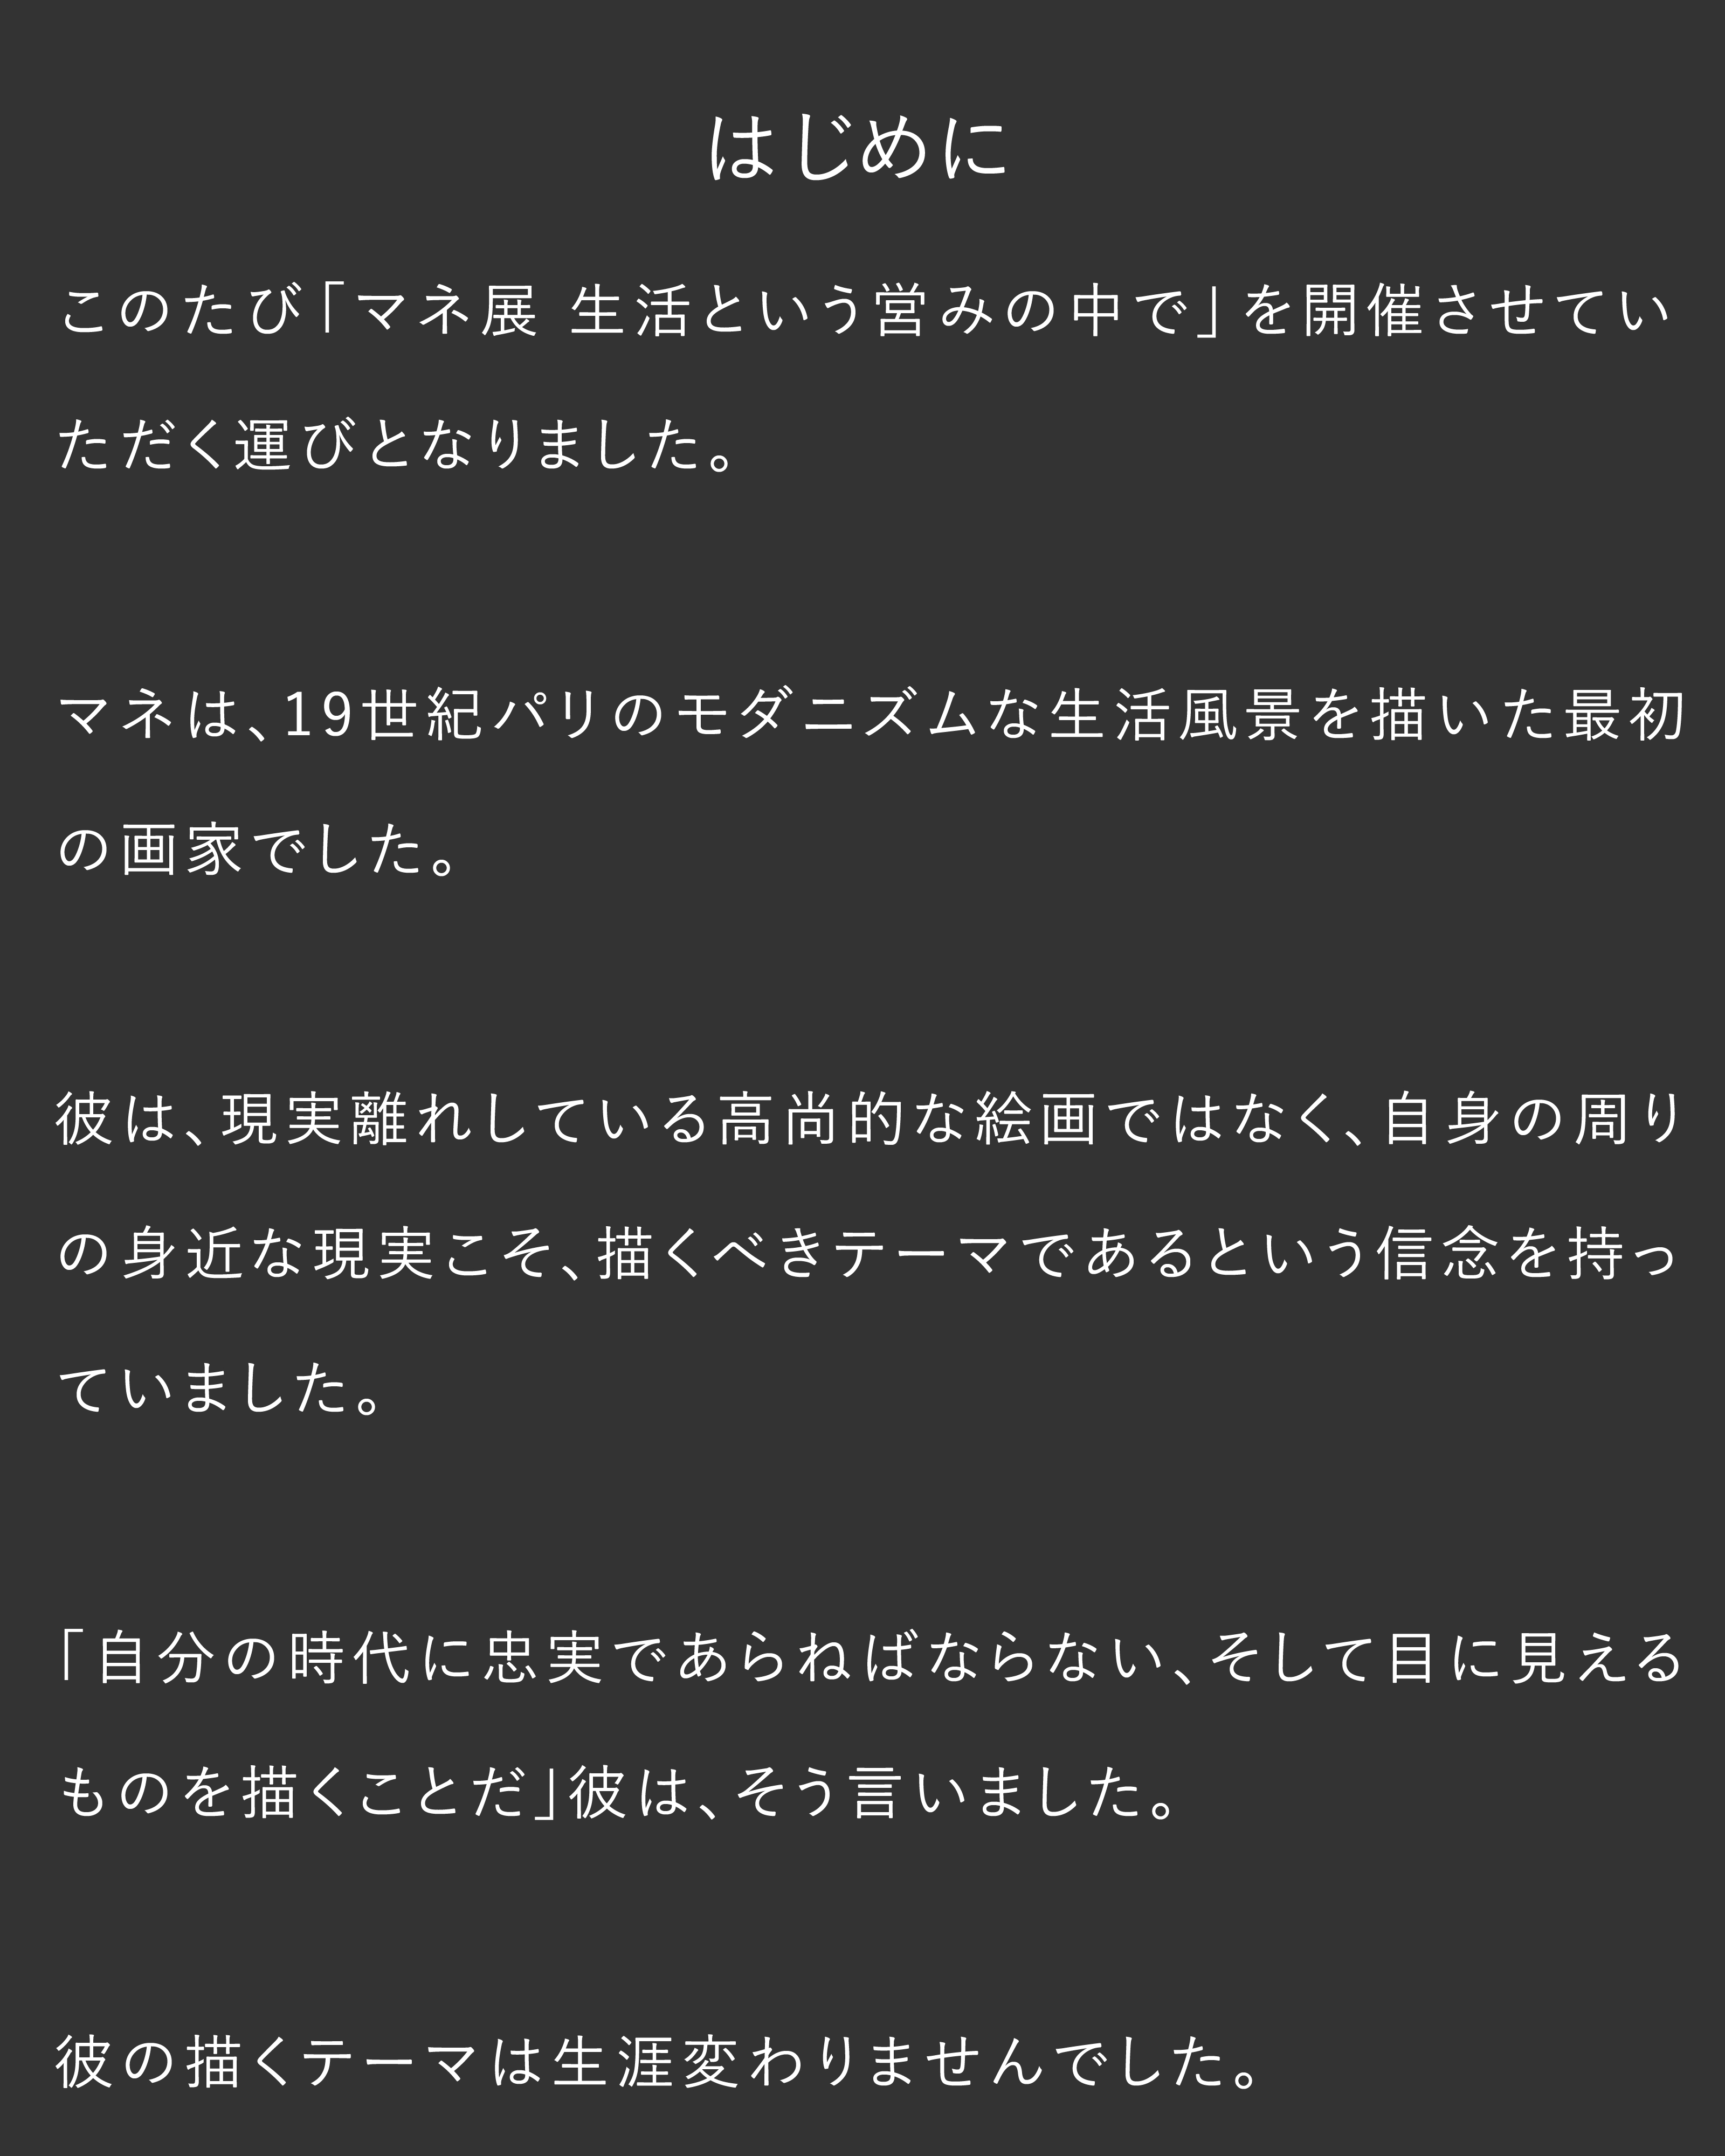 はじめに
このたび「マネ展 生活という営みの中で」を開催させてい
ただく運びとなりました。
マネは、19世紀パリのモダニズムな生活風景を描いた最初
の画家でした。
彼は、現実離れしている高尚的な絵画ではなく、自身の周り
の身近な現実こそ、描くべきテーマであるという信念を持っ
ていました。
「自分の時代に忠実であらねばならない、そして目に見える
ものを描くことだ」彼は、そう言いました。
彼の描くテーマは生涯変わりませんでした。